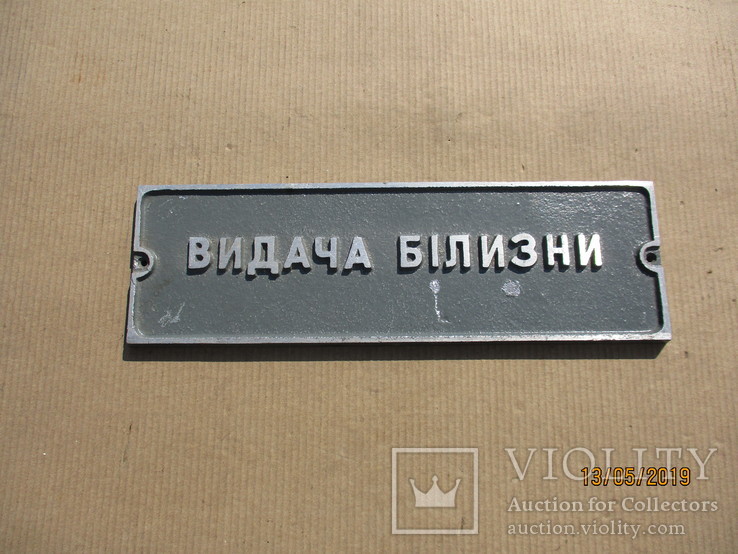 ВИДАЧА БІЛИЗНИ
VIOLITY
13/05/2019
Auction for Collectors
auction.violity.com